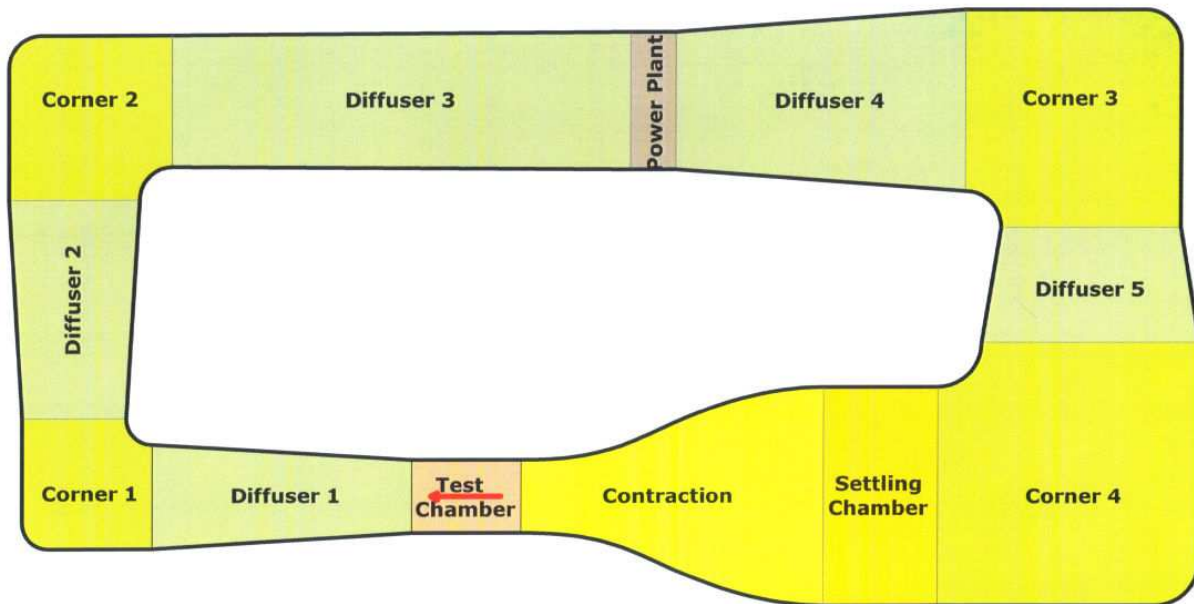 Corner 2
Diffuser 3
Power Plant
Diffuser 4
Corner 3
Diffuser 2
Diffuser 5
Corner 1
Diffuser 1
Test
Chamber
Contraction
Settling
Chamber
Corner 4